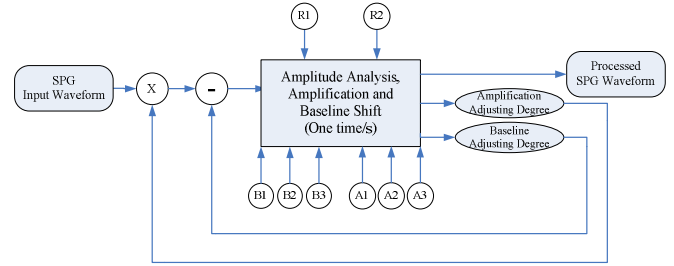 R1
R2
SPG
Input Waveform
X
-
Amplitude Analysis,
Amplification and
Baseline Shift
(One time/s)
Processed
SPG Waveform
Amplification
Adjusting Degree
Baseline
Adjusting Degree
B1
B2
B3
A1
A2
A3